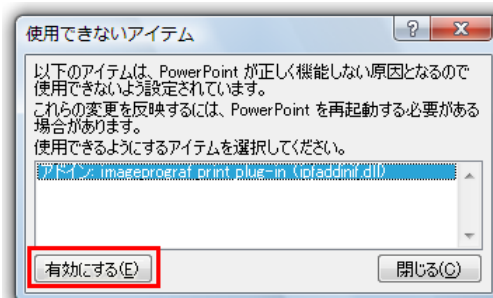 使用できないアイテム
以下のアイテムは、PowerPoint が正しく機能しない原因となるので
使用できないよう設定されています。
これらの変更を反映するには、PowerPoint を再起動する必要がある
場合があります。
使用できるようにするアイテムを選択してください。
アドイン: imageprograf print plug-in (ipfaddinif.dll)
有効にする(E)
閉じる(C)